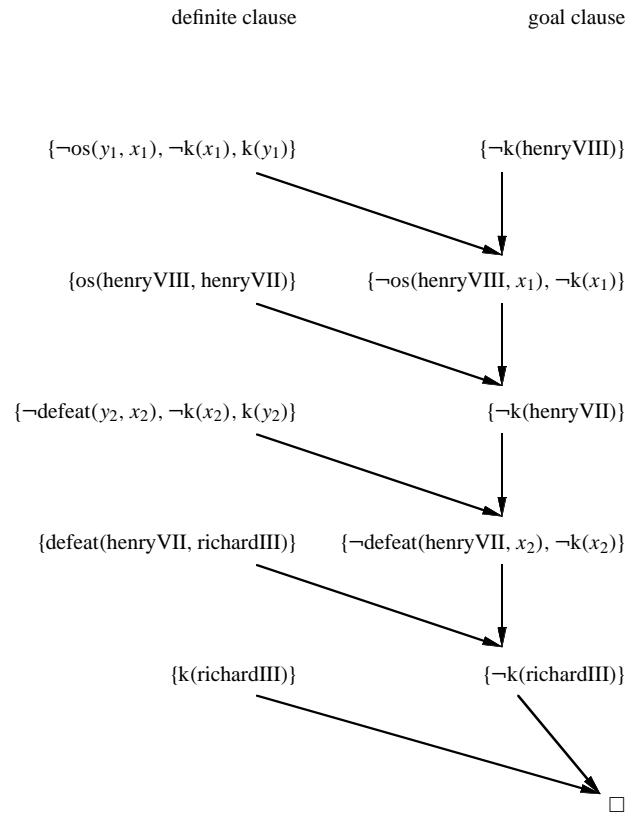 definite clause goal clause
{¬os(y₁, x₁), ¬k(x₁), k(y₁)} {¬k(henryVIII)}
{os(henryVIII, henryVII)} {¬os(henryVIII, x₁), ¬k(x₁)}
{¬defeat(y₂, x₂), ¬k(x₂), k(y₂)} {¬k(henryVII)}
{defeat(henryVII, richardIII)} {¬defeat(henryVII, x₂), ¬k(x₂)}
{k(richardIII)} {¬k(richardIII)}
□